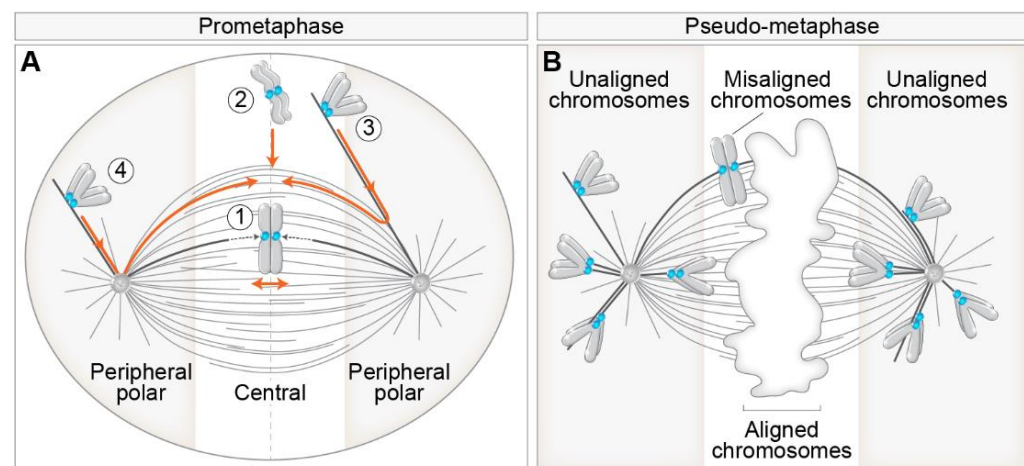 Prometaphase
A
2
3
4
1
Peripheral
polar
Central
Peripheral
polar
Pseudo-metaphase
B
Unaligned
chromosomes
Misaligned
chromosomes
Unaligned
chromosomes
Aligned
chromosomes